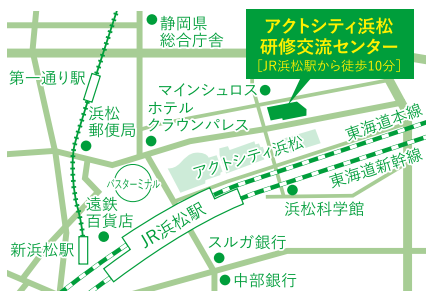 アクトシティ浜松
研修交流センター
[JR浜松駅から徒歩10分]
静岡県
総合庁舎
第一通り駅
マインシュロス
浜松
郵便局
ホテル
クラウンパレス
東海道本線
アクトシティ浜松
東海道新幹線
バスターミナル
遠鉄
百貨店
浜松科学館
JR浜松駅
新浜松駅
スルガ銀行
中部銀行